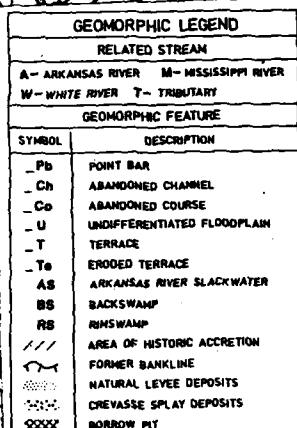 GEOMORPHIC LEGEND
RELATED STREAM
A- ARKANSAS RIVER M- MISSISSIPPI RIVER
W- WHITE RIVER T- TRIBUTARY
GEOMORPHIC FEATURE
SYMBOL DESCRIPTION
_Pb POINT BAR
_Ch ABANDONED CHANNEL
_Co ABANDONED COURSE
_U UNDIFFERENTIATED FLOODPLAIN
_T TERRACE
_Te ERODED TERRACE
AS ARKANSAS RIVER SLACKWATER
BS BACKSWAMP
RS RIMSWAMP
AREA OF HISTORIC ACCRETION
FORMER BANKLINE
NATURAL LEVEE DEPOSITS
CREVASSE SPLAY DEPOSITS
BORROW PIT